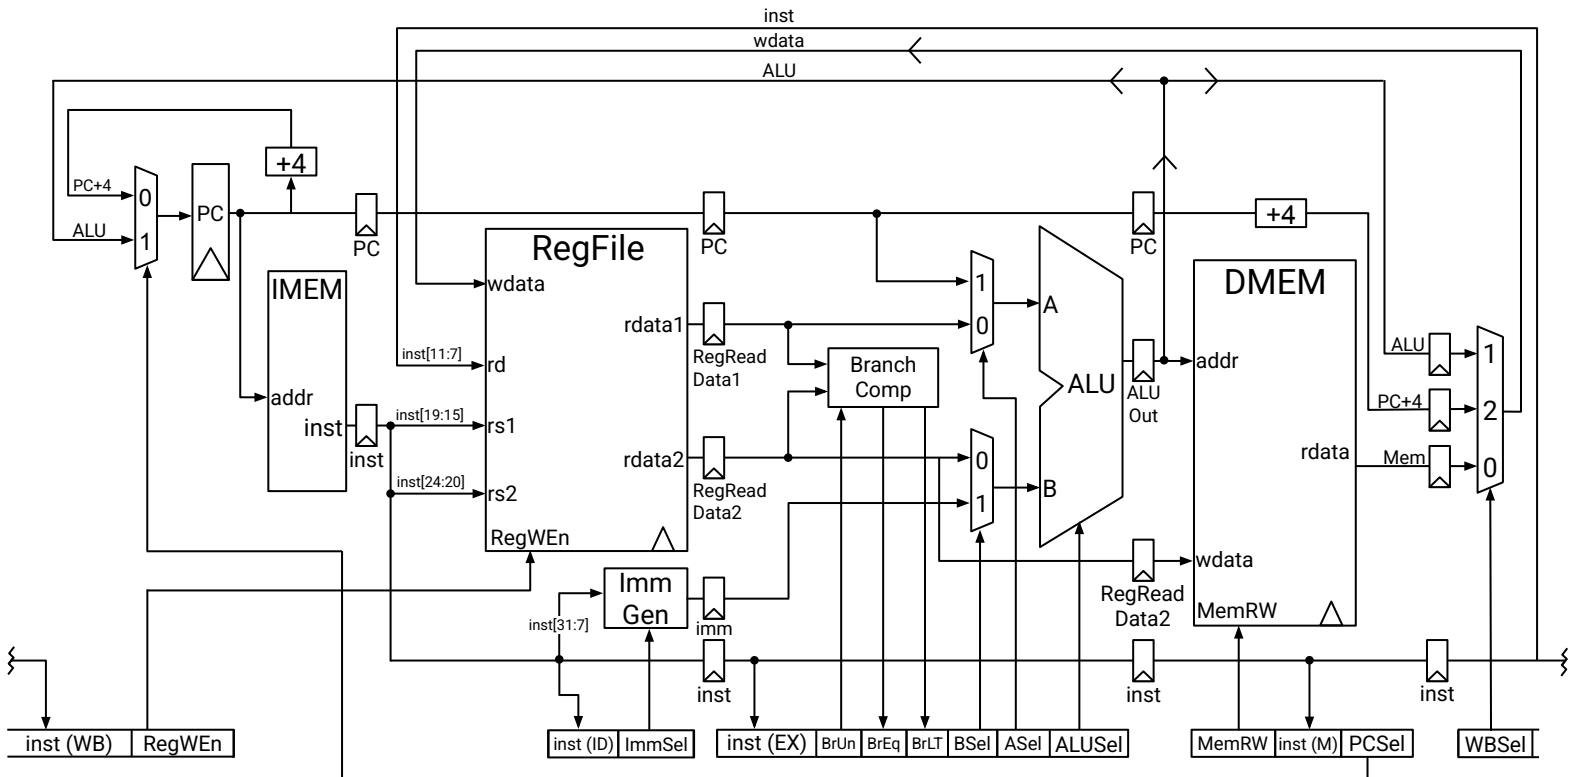 inst
wdata
ALU
+4
PC+4
0
ALU
1
PC
PC
PC
PC
+4
IMEM
addr
inst
inst
RegFile
wdata
inst[11:7]
rd
inst[19:15]
rs1
inst[24:20]
rs2
RegWEn
rdata1
rdata2
RegRead
Data1
RegRead
Data2
Imm
Gen
inst[31:7]
imm
inst
Branch
Comp
1
0
0
1
A
B
ALU
ALU
Out
RegRead
Data2
inst
DMEM
addr
rdata
wdata
MemRW
ALU
PC+4
Mem
1
2
0
inst
inst (WB)
RegWEn
inst (ID)
ImmSel
inst (EX)
BrUn
BrEq
BrLT
BSel
ASel
ALUSel
MemRW
inst (M)
PCSel
WBSel